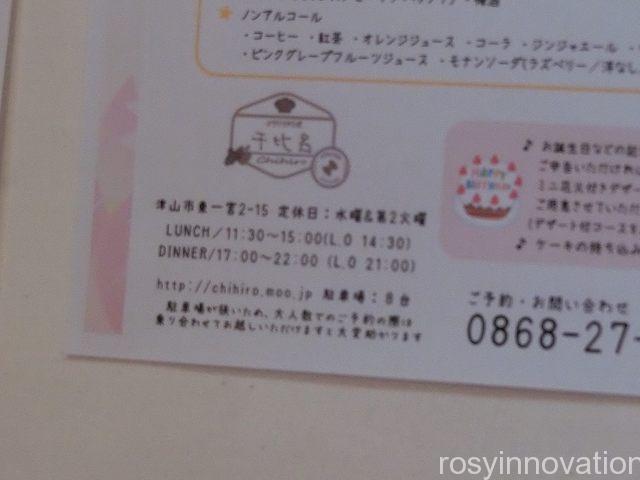 ノンアルコール
・コーヒー ・紅茶 ・オレンジジュース ・コーラ ・ジンジャエール
・ピンクグレープフルーツジュース ・モナンソーダ(ラズベリー/洋なし
千比呂
Chihiro
津山市東一宮2-15 定休日:水曜&第2火曜
LUNCH/11:30~15:00(L.O 14:30)
DINNER/17:00~22:00 (L.O 21:00)
http://chihiro.moo.jp 駐車場:8台
駐車場が狭いため、大人数でのご予約の際は
乗り合わせてお越しいただけますと大変助かります
♪ お誕生日などの記
ご申告いただければ
ミニ花火付きデザー
ご用意させていただ
(デザート付コースを
♪ ケーキの持ち込み
HAPPY
BIRTHDAY
ご予約・お問い合わせ
0868-27-
rosyinnovation